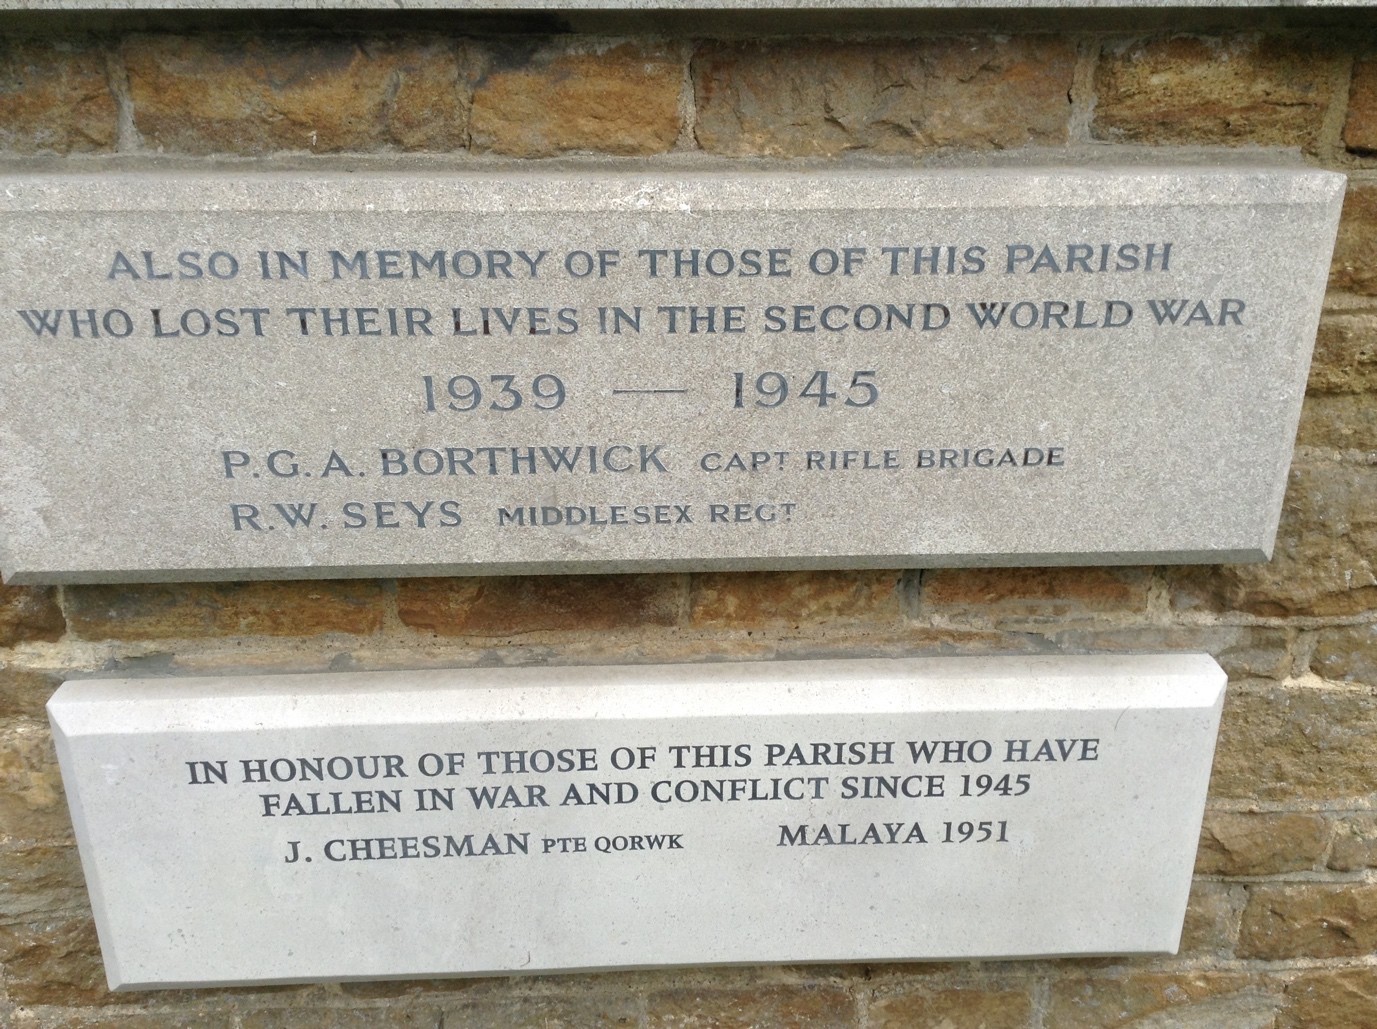 ALSO IN MEMORY OF THOSE OF THIS PARISH
WHO LOST THEIR LIVES IN THE SECOND WORLD WAR
1939 — 1945
P.G.A. BORTHWICK CAPT RIFLE BRIGADE
R.W. SEYS MIDDLESEX REGT
IN HONOUR OF THOSE OF THIS PARISH WHO HAVE
FALLEN IN WAR AND CONFLICT SINCE 1945
J. CHEESMAN PTE QORWK MALAYA 1951